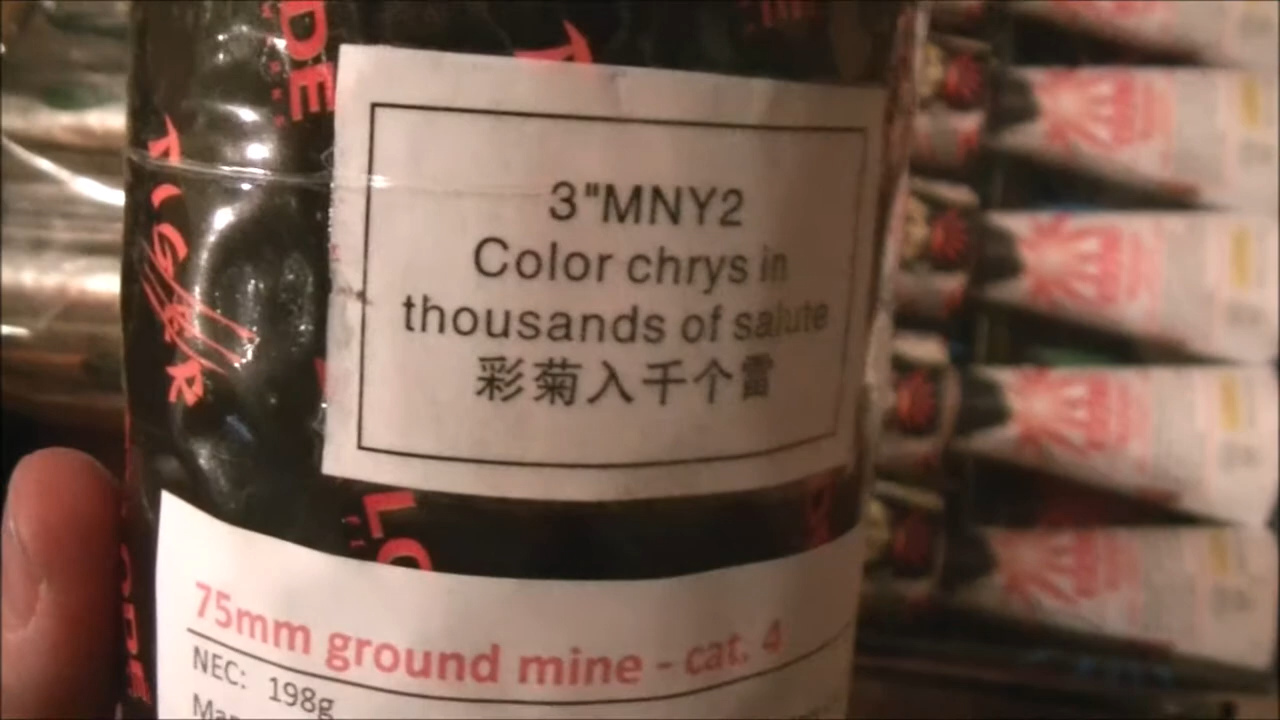 3"MNY2
Color chrys in
thousands of salute
彩菊入千个雷
75mm ground mine - cat. 4
NEC: 198g